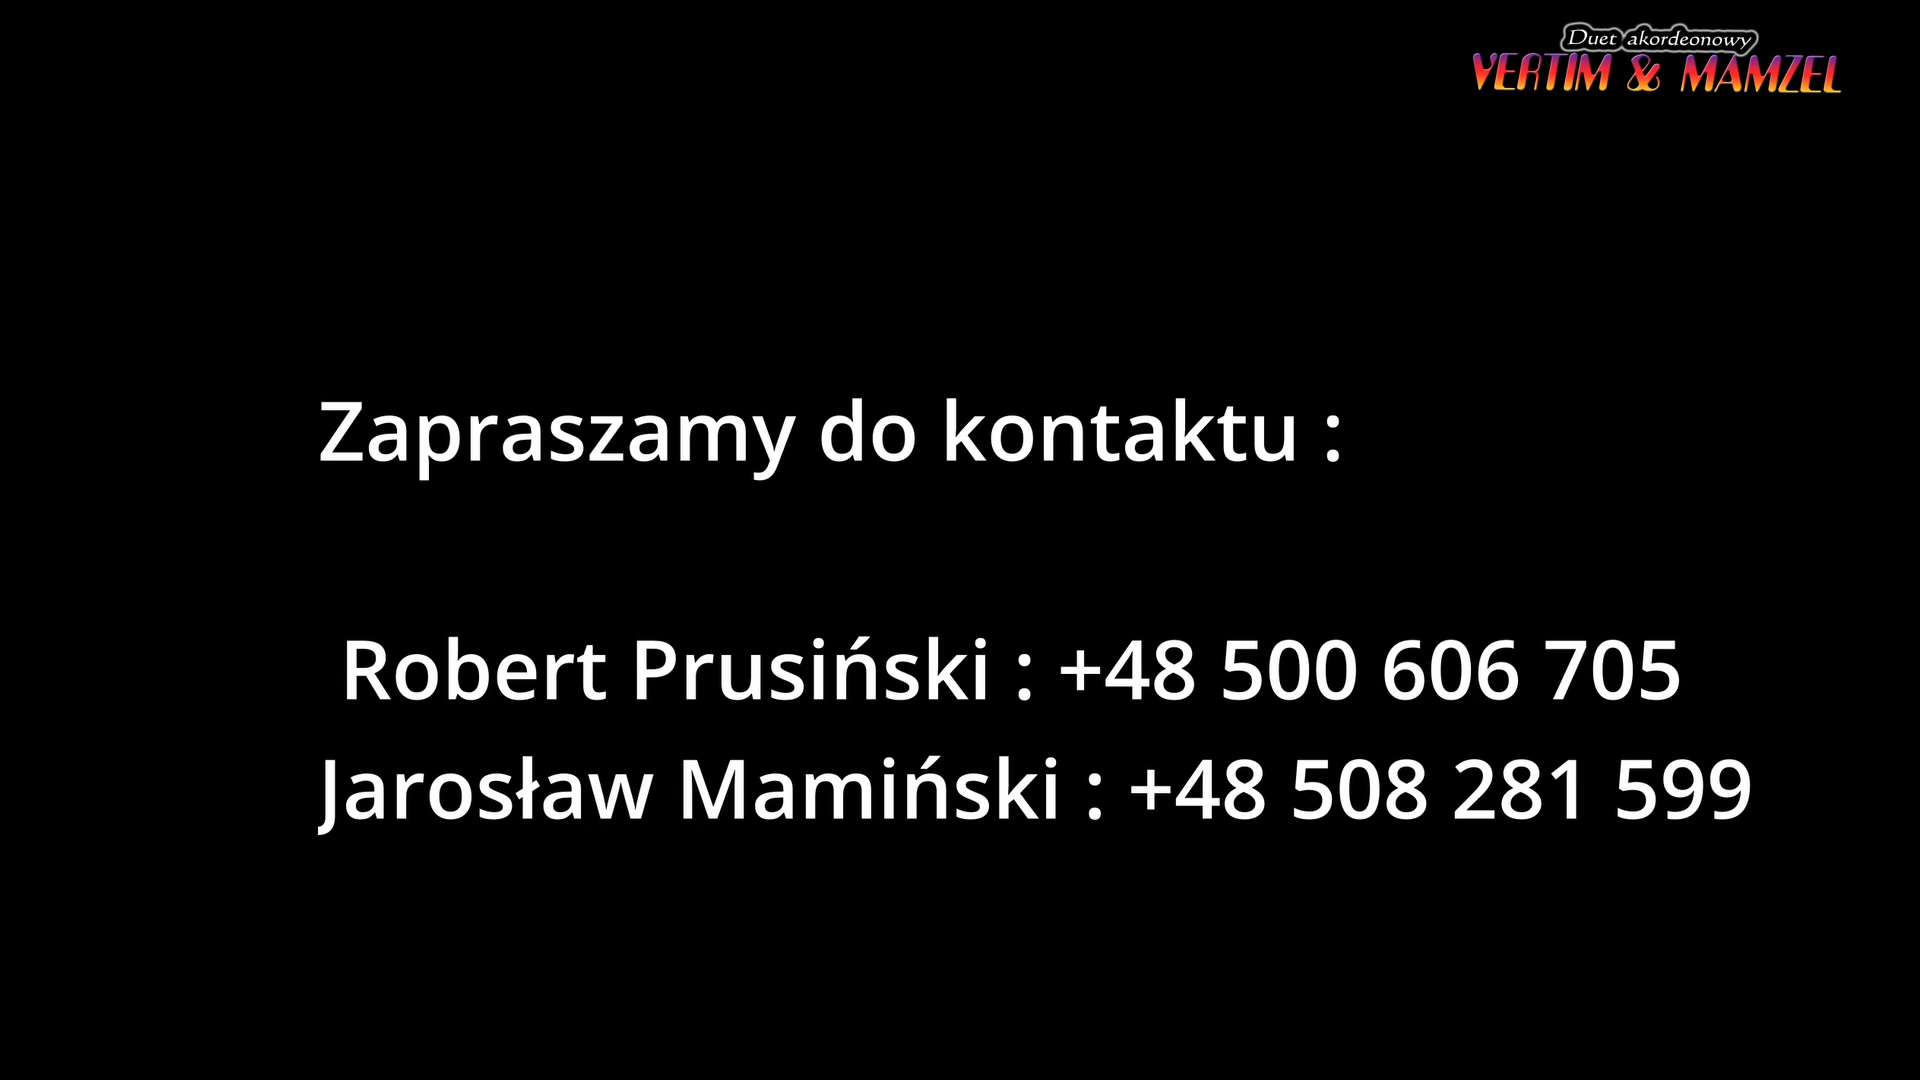 Duet akordeonowy
VERTIM & MAMZEL
Zapraszamy do kontaktu :
Robert Prusiński : +48 500 606 705
Jarosław Mamiński : +48 508 281 599